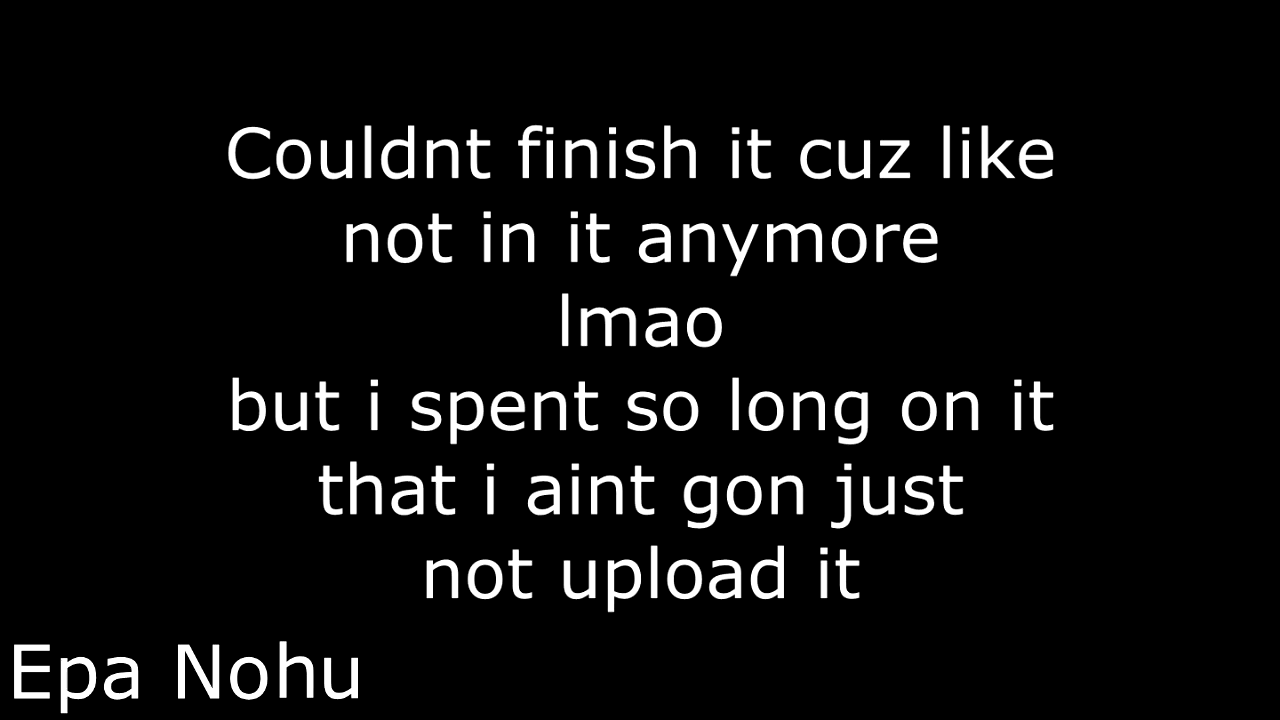 Couldnt finish it cuz like
not in it anymore
lmao
but i spent so long on it
that i aint gon just
not upload it
Epa Nohu